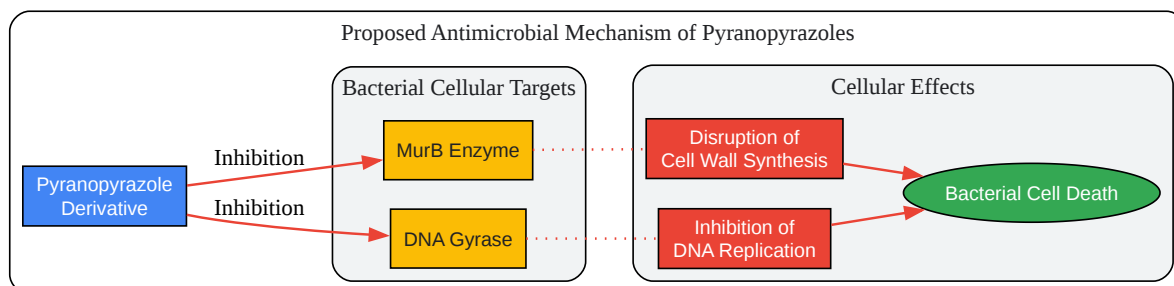 Proposed Antimicrobial Mechanism of Pyranopyrazoles
Bacterial Cellular Targets
Cellular Effects
Pyranopyrazole
Derivative
Inhibition
Inhibition
MurB Enzyme
DNA Gyrase
Disruption of
Cell Wall Synthesis
Inhibition of
DNA Replication
Bacterial Cell Death